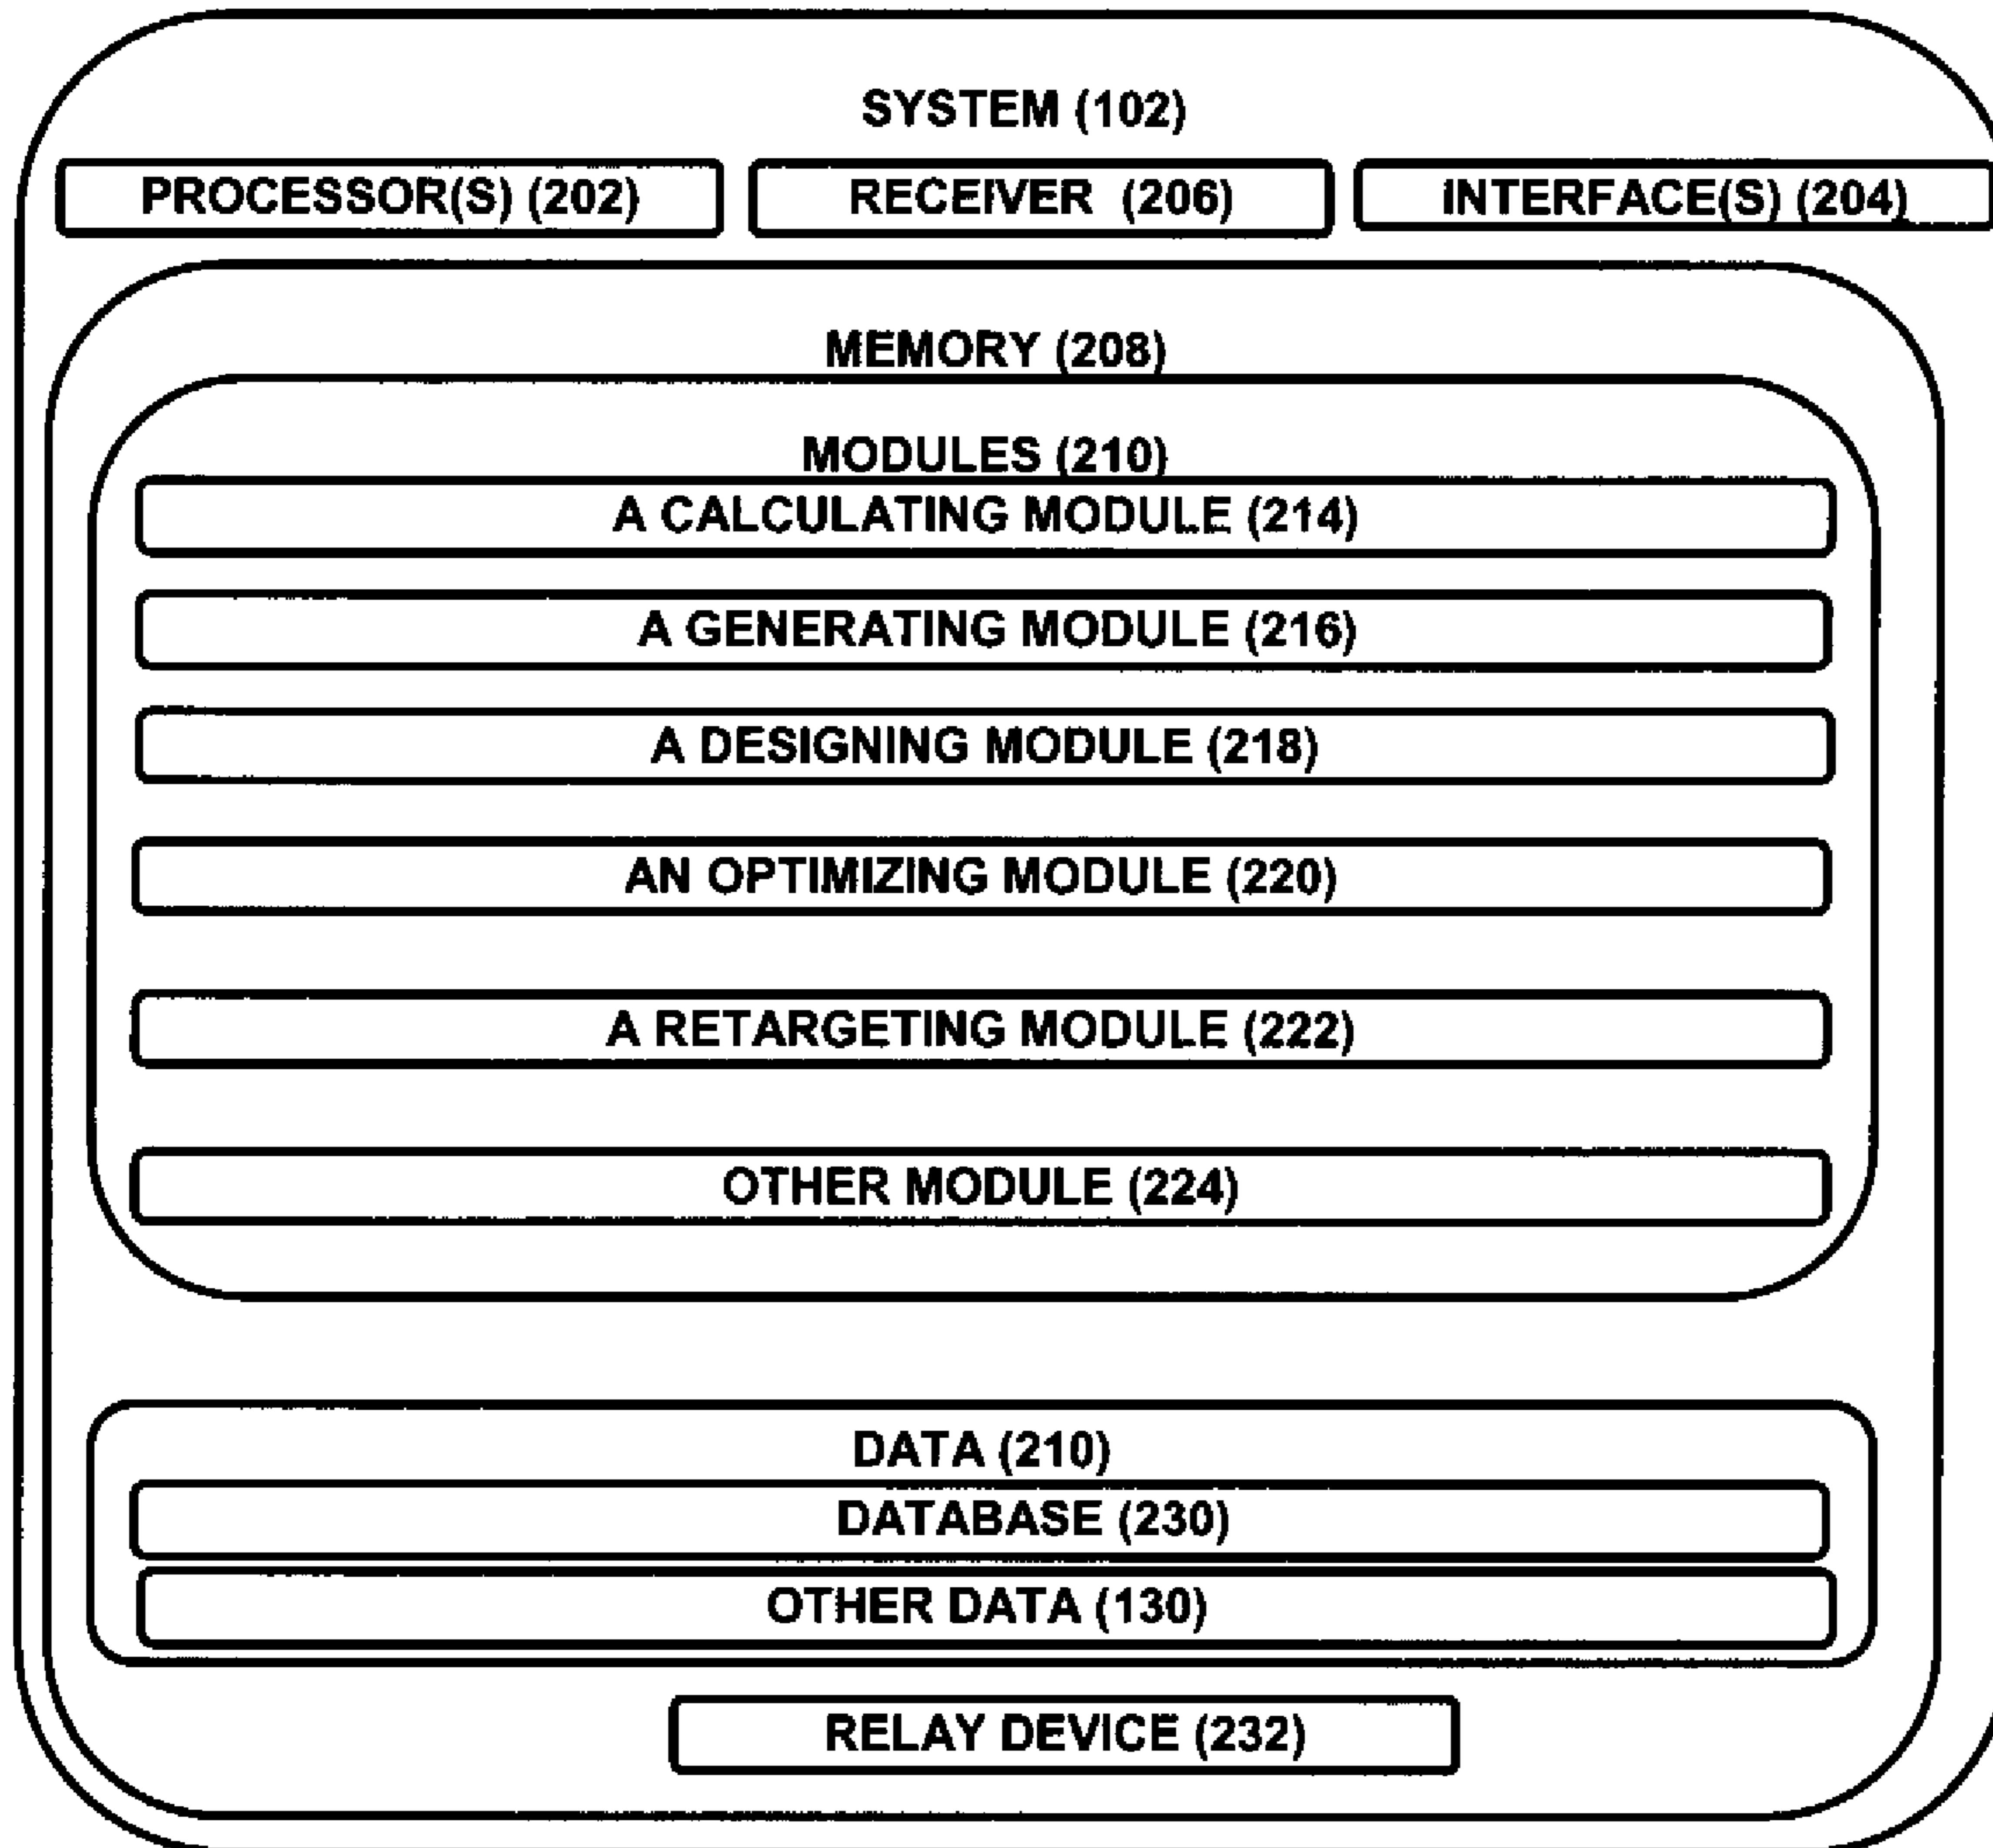 SYSTEM (102)
PROCESSOR(S) (202) RECEIVER (206) INTERFACE(S) (204)
MEMORY (208)
MODULES (210)
A CALCULATING MODULE (214)
A GENERATING MODULE (216)
A DESIGNING MODULE (218)
AN OPTIMIZING MODULE (220)
A RETARGETING MODULE (222)
OTHER MODULE (224)
DATA (210)
DATABASE (230)
OTHER DATA (130)
RELAY DEVICE (232)